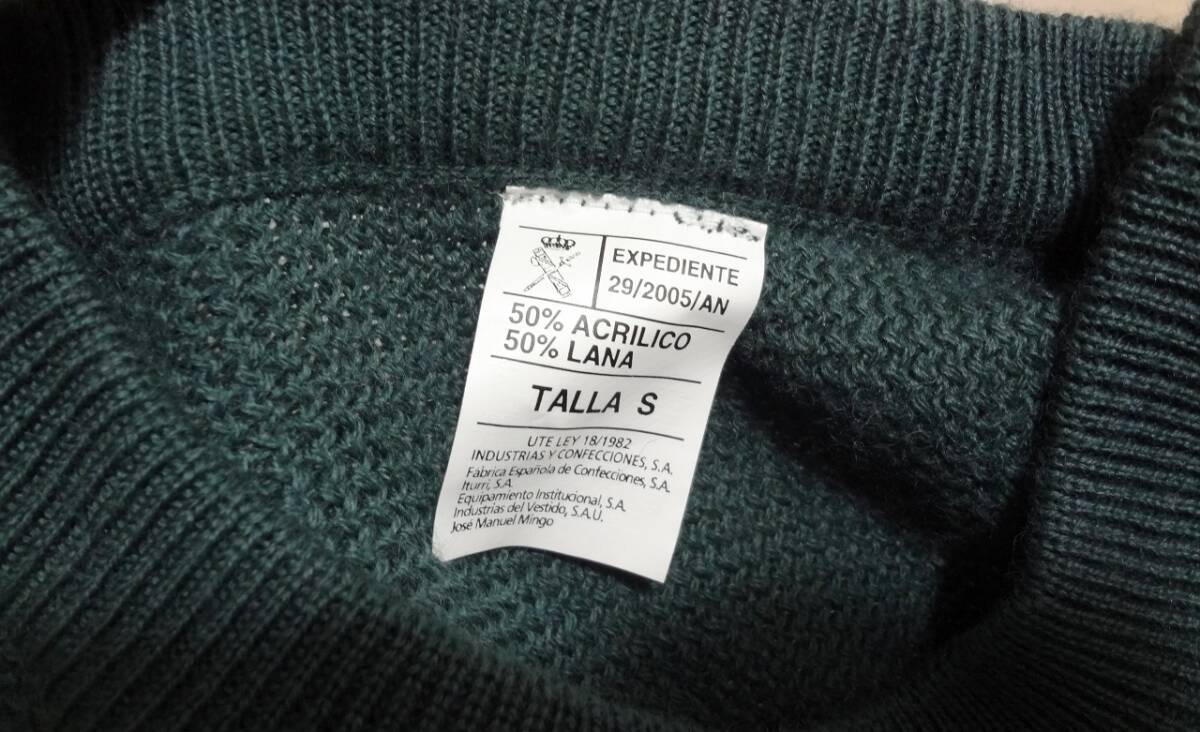 EXPEDIENTE
29/2005/AN
50% ACRILICO
50% LANA
TALLA S
UTE LEY 18/1982
INDUSTRIAS Y CONFECCIONES, S.A.
Fábrica Española de Confecciones, S.A.
Iturri, S.A.
Equipamiento Institucional, S.A.
Industrias del Vestido, S.A.U.
José Manuel Mingo